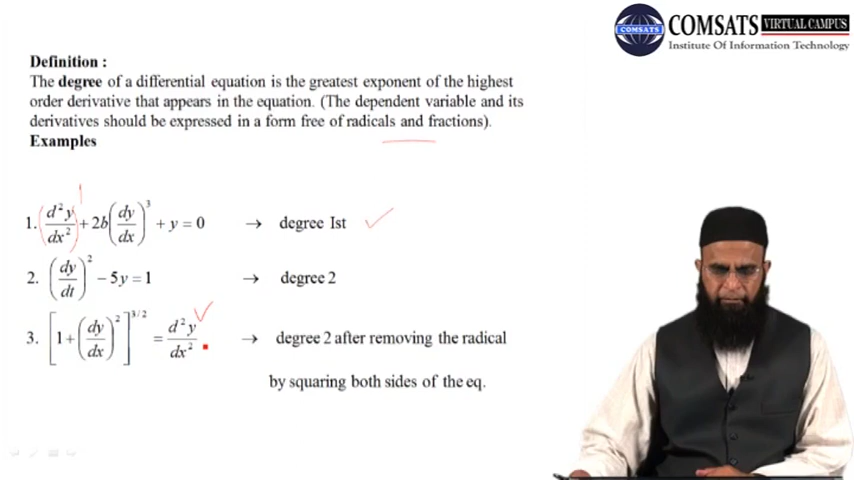 COMSATS VIRTUAL CAMPUS
Institute Of Information Technology
Definition :
The degree of a differential equation is the greatest exponent of the highest
order derivative that appears in the equation. (The dependent variable and its
derivatives should be expressed in a form free of radicals and fractions).
Examples
1. (d²y/dx²)¹ + 2b(dy/dx)³ + y = 0 → degree Ist ✓
2. (dy/dt)² − 5y = 1 → degree 2
3. [1 + (dy/dx)²]^3/2 = d²y/dx² ✓ → degree 2 after removing the radical
by squaring both sides of the eq.